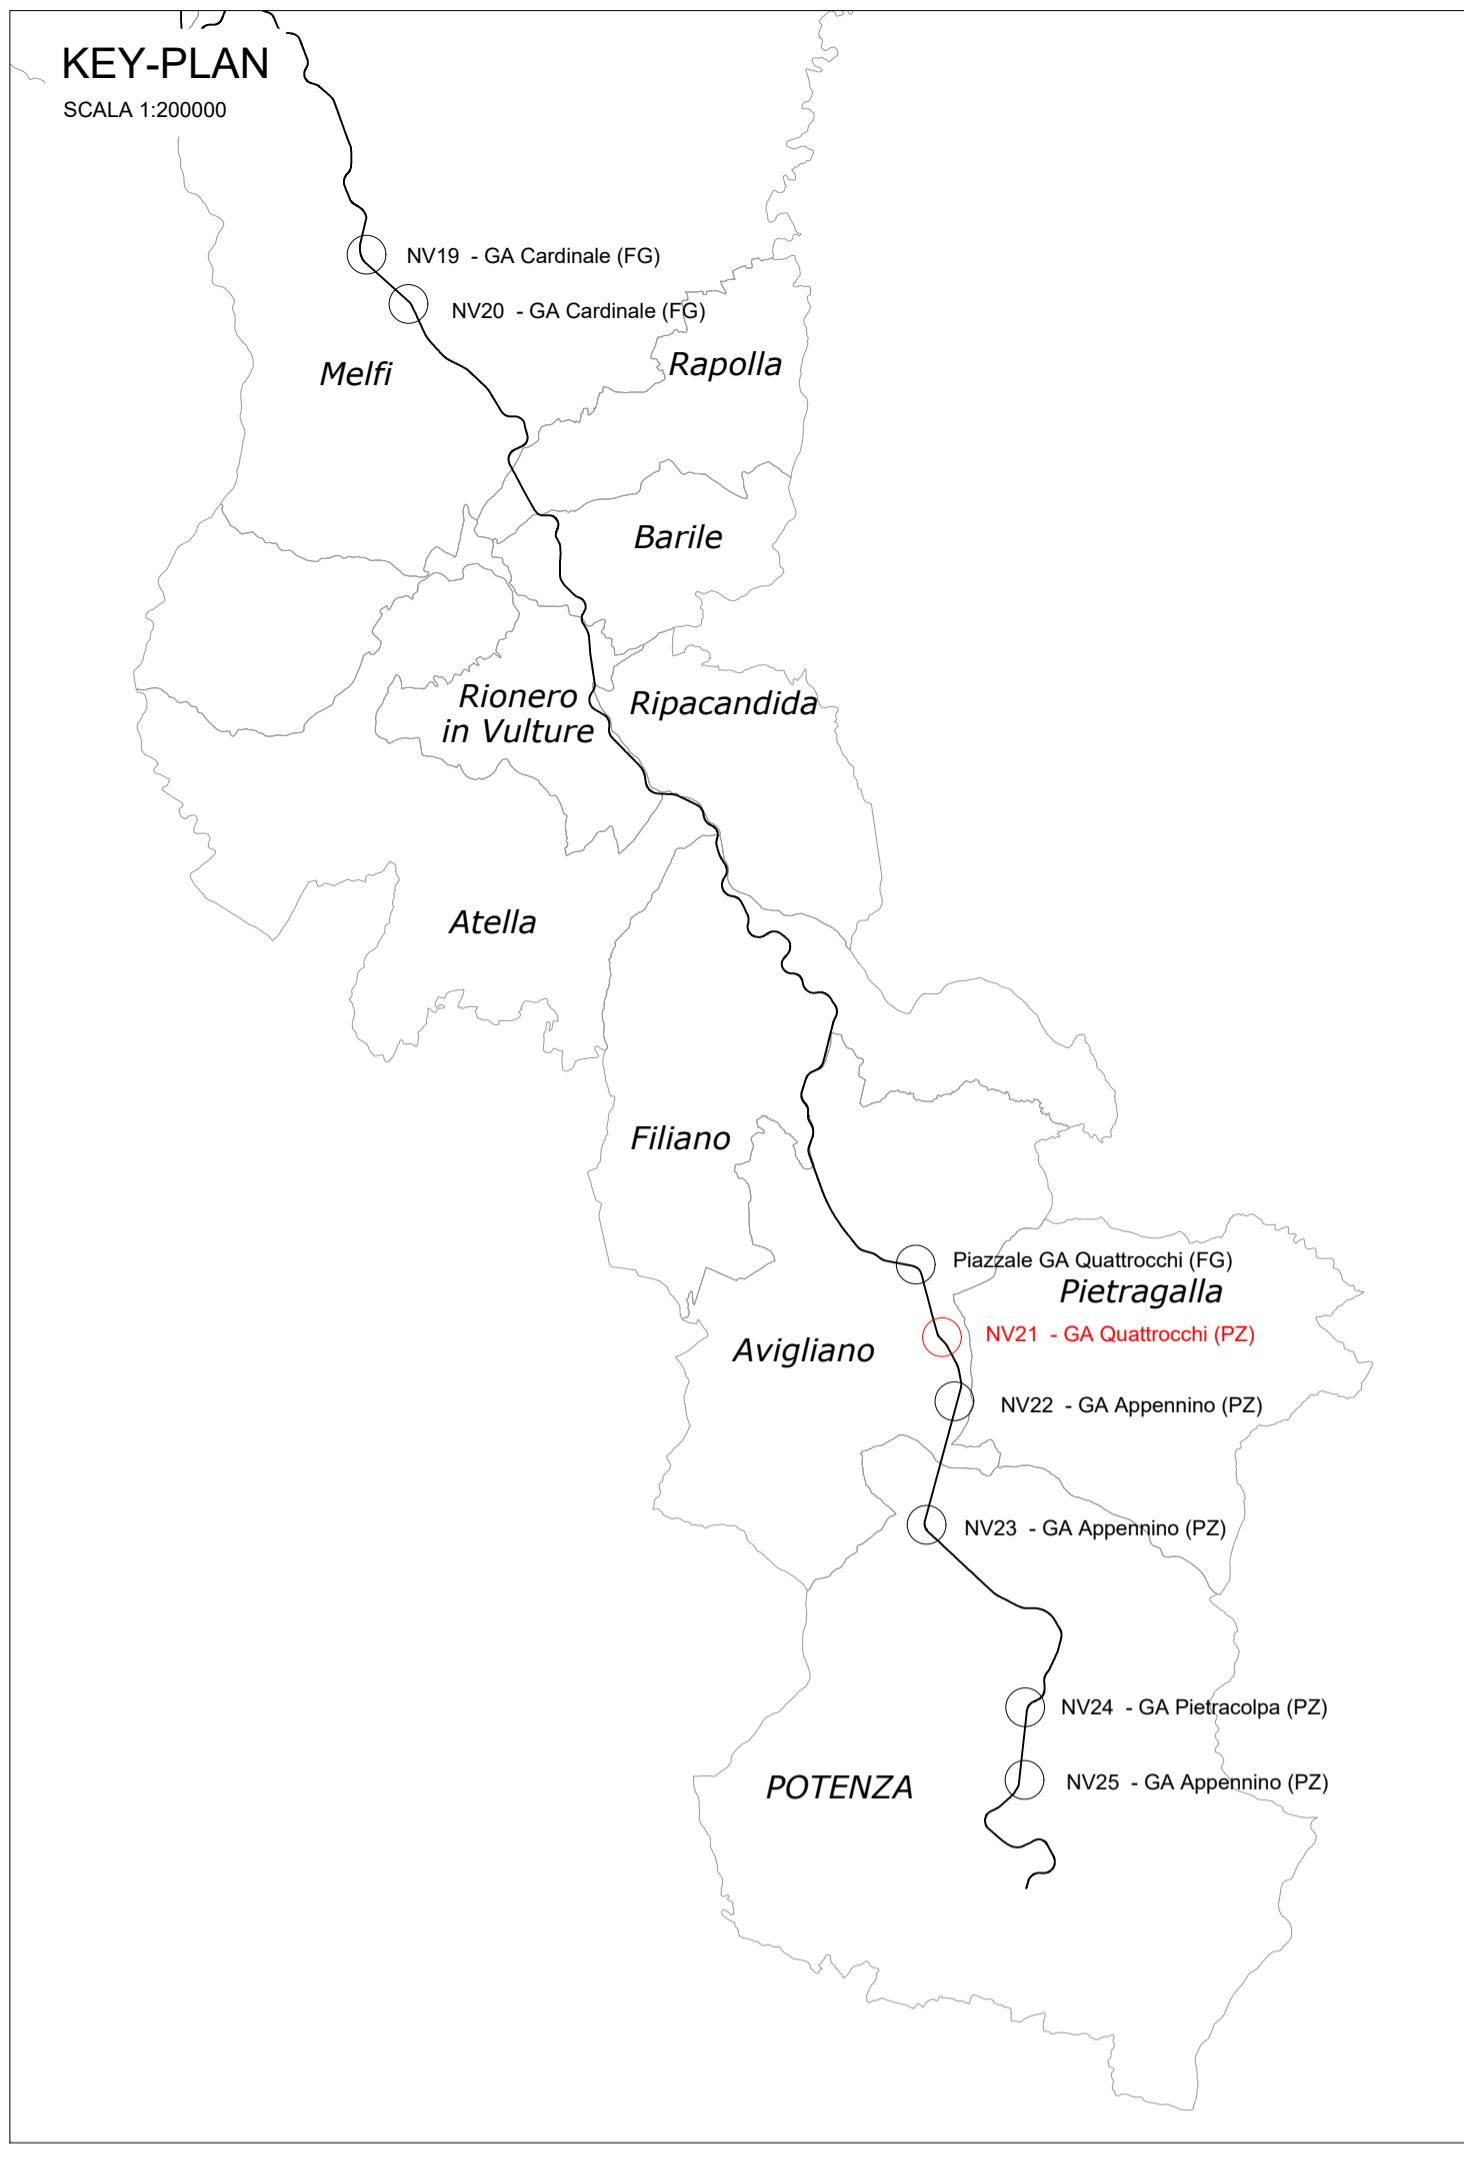 KEY-PLAN
SCALA 1:200000
NV19 - GA Cardinale (FG)
NV20 - GA Cardinale (FG)
Rapolla
Melfi
Barile
Rionero
in Vulture
Ripacandida
Atella
Filiano
Piazzale GA Quattrocchi (FG)
Pietragalla
NV21 - GA Quattrocchi (PZ)
Avigliano
NV22 - GA Appennino (PZ)
NV23 - GA Appennino (PZ)
NV24 - GA Pietracolpa (PZ)
NV25 - GA Appennino (PZ)
POTENZA